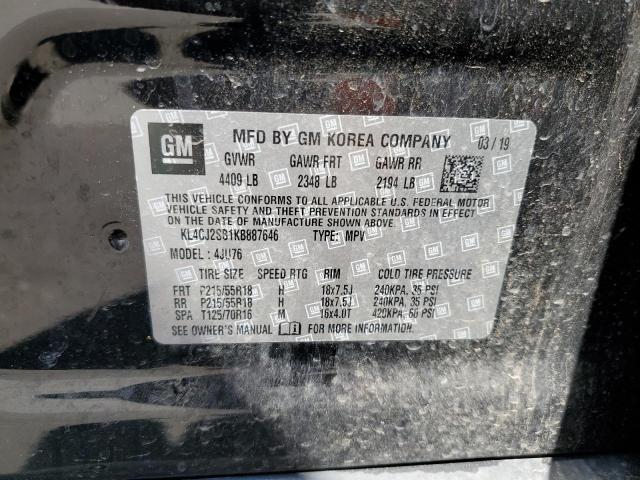 GM
MFD BY GM KOREA COMPANY 03/19
GVWR GAWR FRT GAWR RR
4409 LB 2348 LB 2194 LB
THIS VEHICLE CONFORMS TO ALL APPLICABLE U.S. FEDERAL MOTOR
VEHICLE SAFETY AND THEFT PREVENTION STANDARDS IN EFFECT ON
THE DATE OF MANUFACTURE SHOWN ABOVE.
KL4CJ2SB1KB887646 TYPE: MPV
MODEL: 4JU76
TIRE SIZE SPEED RTG RIM COLD TIRE PRESSURE
FRT P215/55R18 H 18x7.5J 240KPA, 35 PSI
RR P215/55R18 H 18x7.5J 240KPA, 35 PSI
SPA T125/70R16 M 16x4.0T 420KPA, 60 PSI
SEE OWNER'S MANUAL FOR MORE INFORMATION.